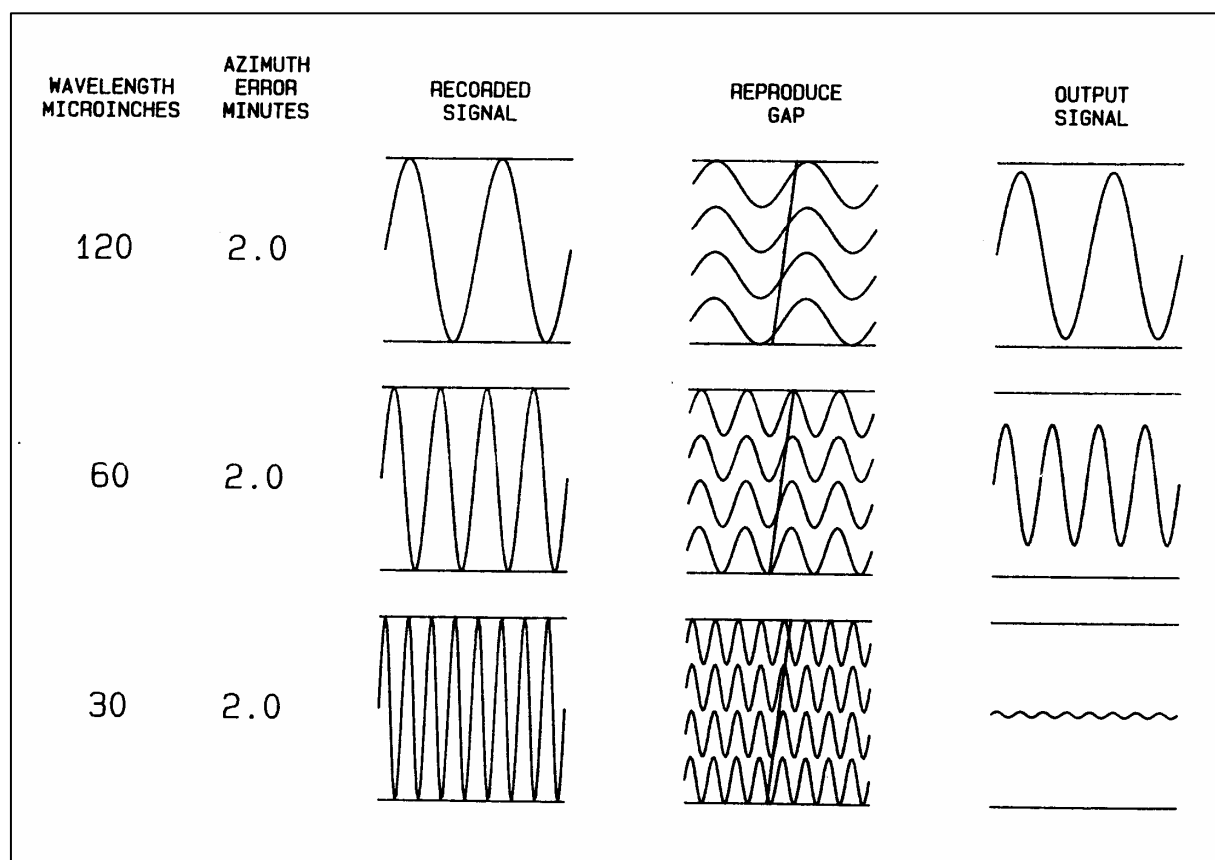 WAVELENGTH
MICROINCHES
AZIMUTH
ERROR
MINUTES
RECORDED
SIGNAL
REPRODUCE
GAP
OUTPUT
SIGNAL
120
2.0
60
2.0
30
2.0